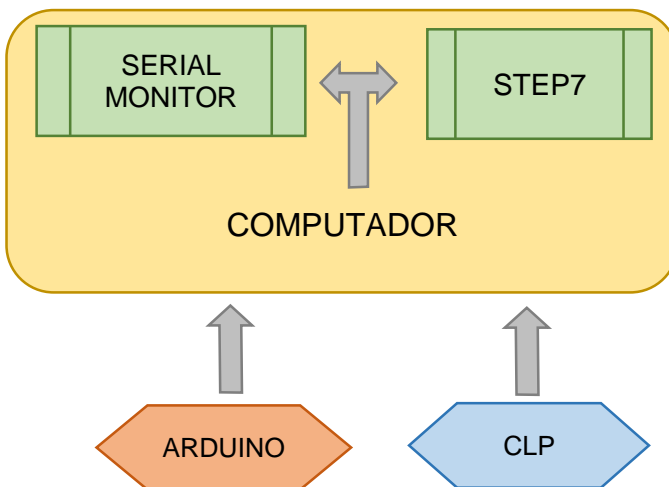 SERIAL
MONITOR
STEP7
COMPUTADOR
ARDUINO
CLP